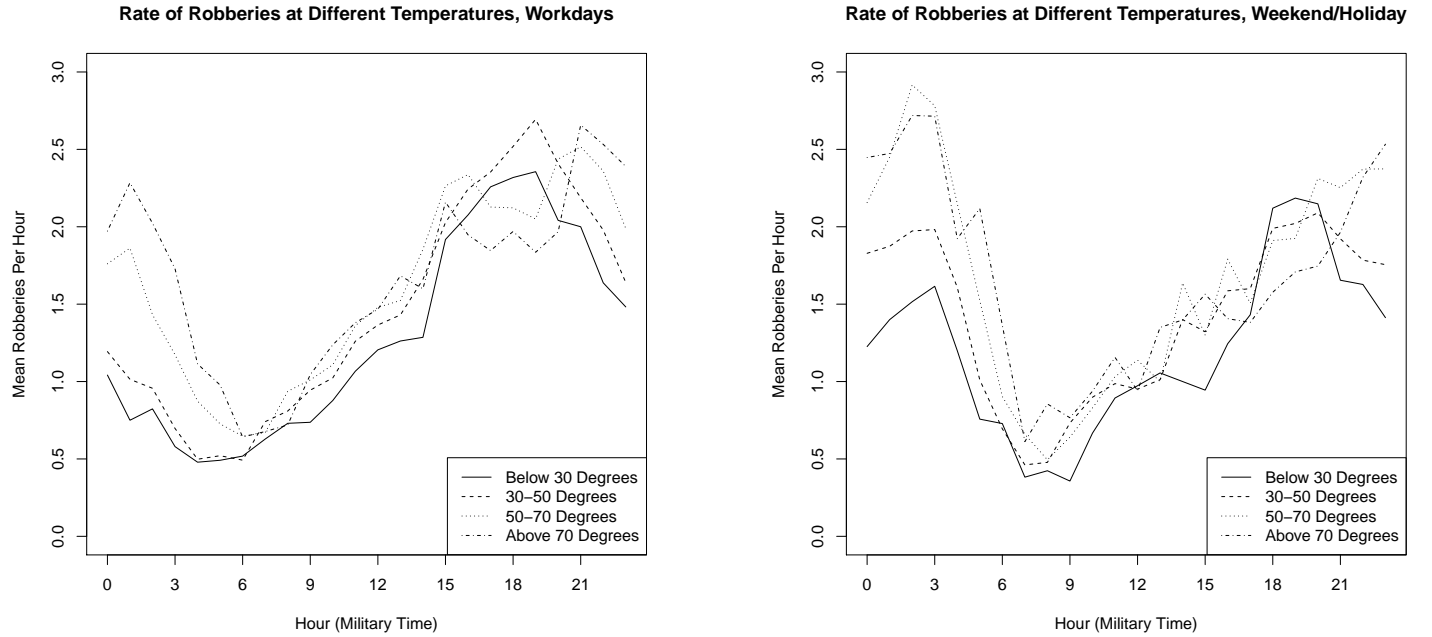 Rate of Robberies at Different Temperatures, Workdays
Mean Robberies Per Hour
3.0
2.5
2.0
1.5
1.0
0.5
0.0
0 3 6 9 12 15 18 21
Hour (Military Time)
Below 30 Degrees
30–50 Degrees
50–70 Degrees
Above 70 Degrees
Rate of Robberies at Different Temperatures, Weekend/Holiday
Mean Robberies Per Hour
3.0
2.5
2.0
1.5
1.0
0.5
0.0
0 3 6 9 12 15 18 21
Hour (Military Time)
Below 30 Degrees
30–50 Degrees
50–70 Degrees
Above 70 Degrees